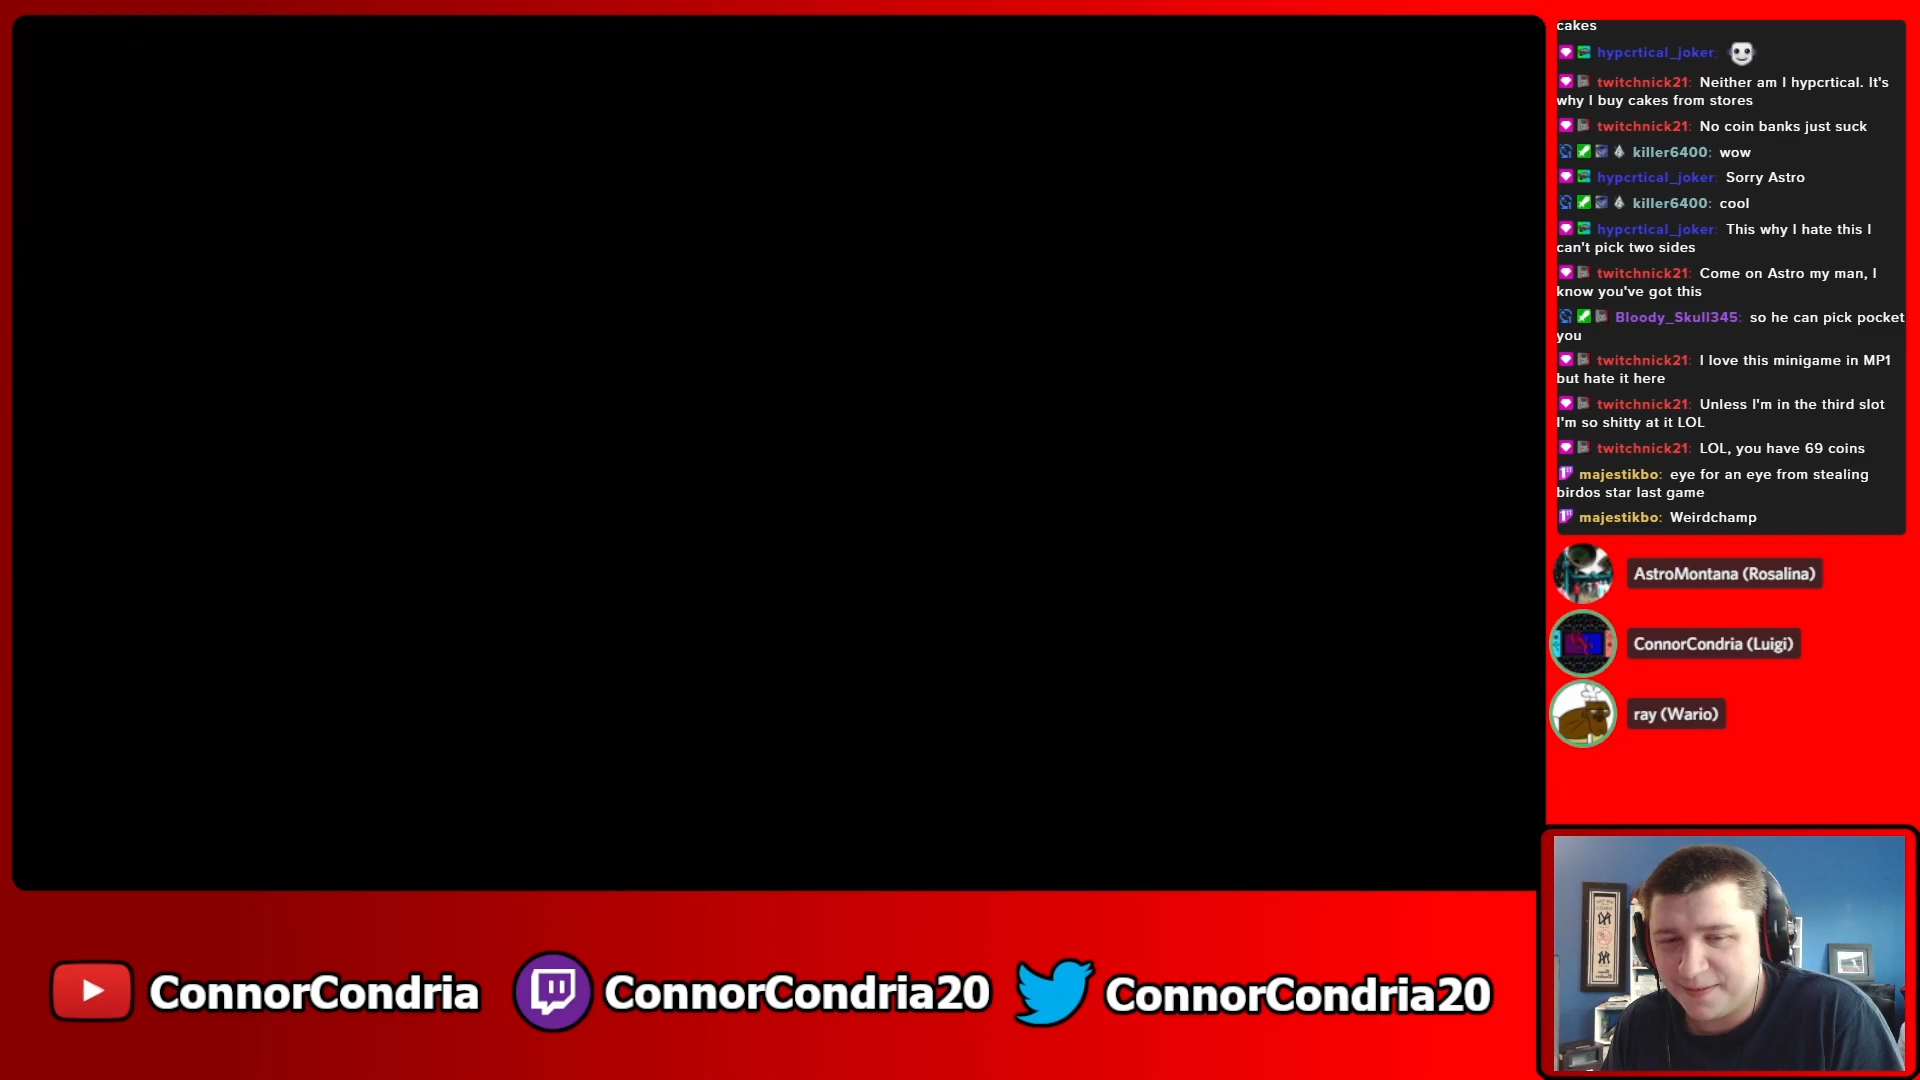 cakes
hypcrtical_joker:
twitchnick21: Neither am I hypcrtical. It's
why I buy cakes from stores
twitchnick21: No coin banks just suck
killer6400: wow
hypcrtical_joker: Sorry Astro
killer6400: cool
hypcrtical_joker: This why I hate this I
can't pick two sides
twitchnick21: Come on Astro my man, I
know you've got this
Bloody_Skull345: so he can pick pocket
you
twitchnick21: I love this minigame in MP1
but hate it here
twitchnick21: Unless I'm in the third slot
I'm so shitty at it LOL
twitchnick21: LOL, you have 69 coins
majestikbo: eye for an eye from stealing
birdos star last game
majestikbo: Weirdchamp
AstroMontana (Rosalina)
ConnorCondria (Luigi)
ray (Wario)
ConnorCondria
ConnorCondria20
ConnorCondria20